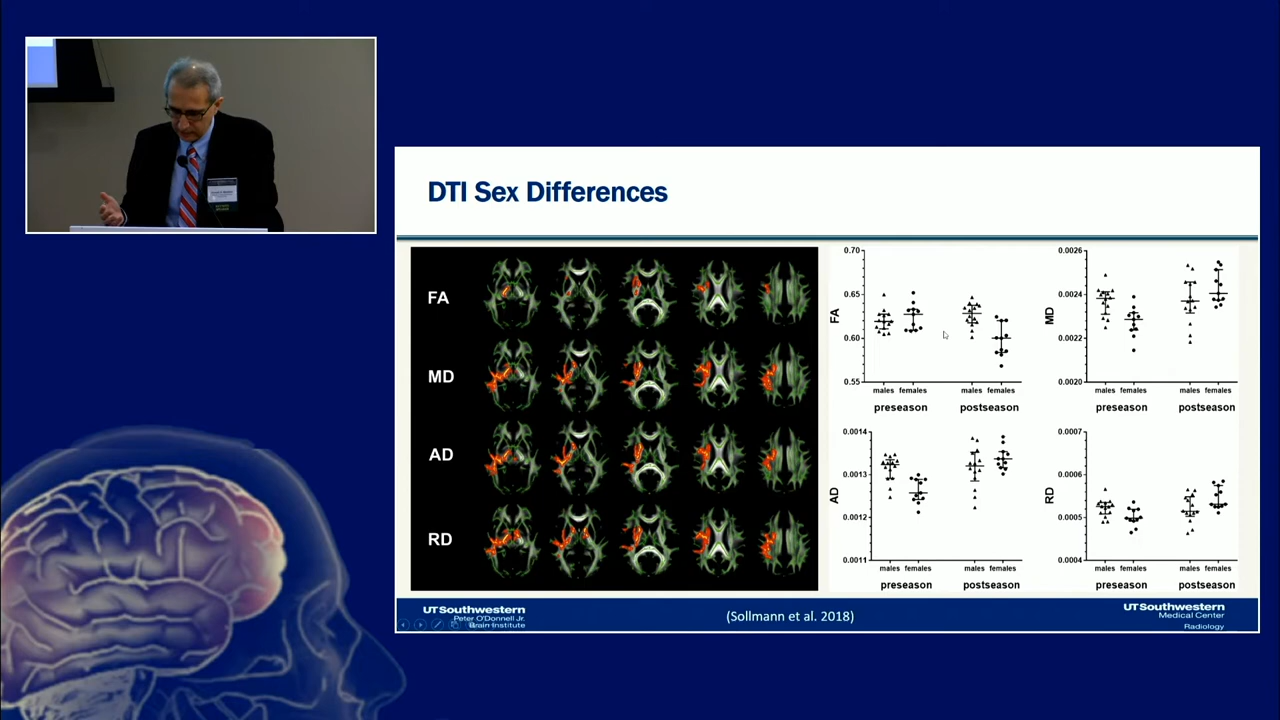 DTI Sex Differences
FA
MD
AD
RD
0.70
0.65
0.60
0.55
FA
males females males females
preseason postseason
0.0026
0.0024
0.0022
0.0020
MD
males females males females
preseason postseason
0.0014
0.0013
0.0012
0.0011
AD
males females males females
preseason postseason
0.0007
0.0006
0.0005
0.0004
RD
males females males females
preseason postseason
UTSouthwestern
Peter O'Donnell Jr.
Brain Institute
(Sollmann et al. 2018)
UTSouthwestern
Medical Center
Radiology